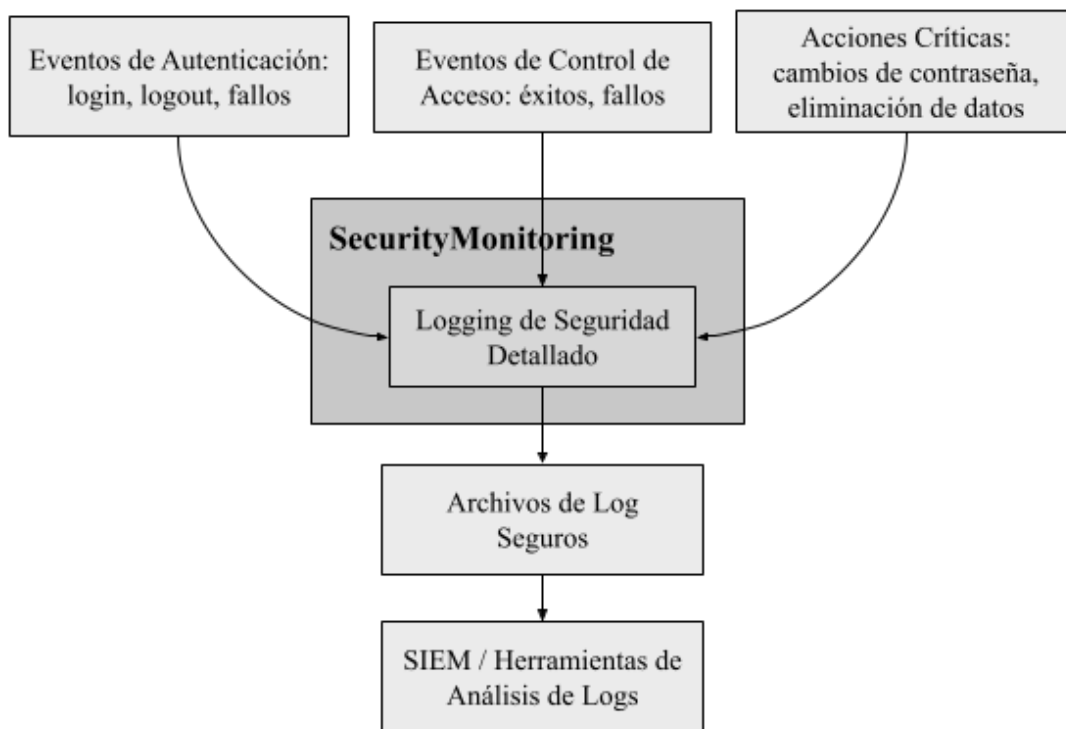 Eventos de Autenticación:
login, logout, fallos
Eventos de Control de
Acceso: éxitos, fallos
Acciones Críticas:
cambios de contraseña,
eliminación de datos
SecurityMonitoring
Logging de Seguridad
Detallado
Archivos de Log
Seguros
SIEM / Herramientas de
Análisis de Logs